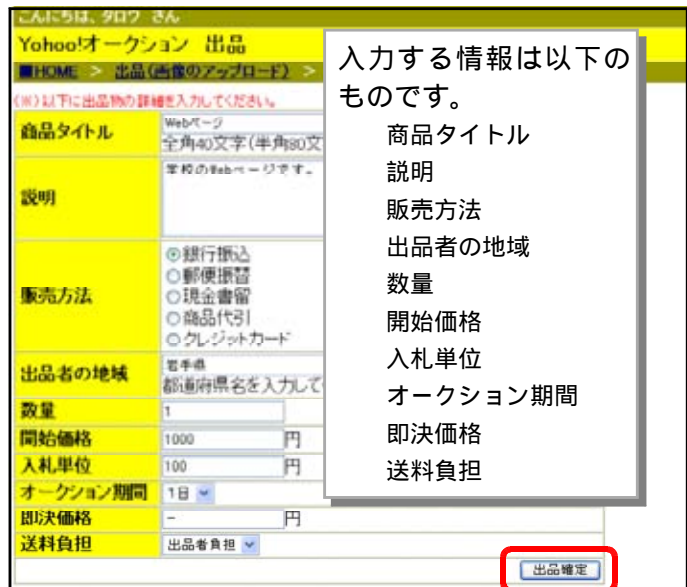 こんにちは、タロウ さん
Yahoo!オークション 出品
■HOME > 出品(画像のアップロード) >
(※)以下に出品物の詳細を入力してください。
商品タイトル
Webページ
全角40文字(半角80文
説明
学校のWebページです。
販売方法
◉銀行振込
○郵便振替
○現金書留
○商品代引
○クレジットカード
出品者の地域
岩手県
都道府県名を入力して
数量
1
開始価格
1000
円
入札単位
100
円
オークション期間
1日
即決価格
-
円
送料負担
出品者負担
出品確定
入力する情報は以下の
ものです。
商品タイトル
説明
販売方法
出品者の地域
数量
開始価格
入札単位
オークション期間
即決価格
送料負担